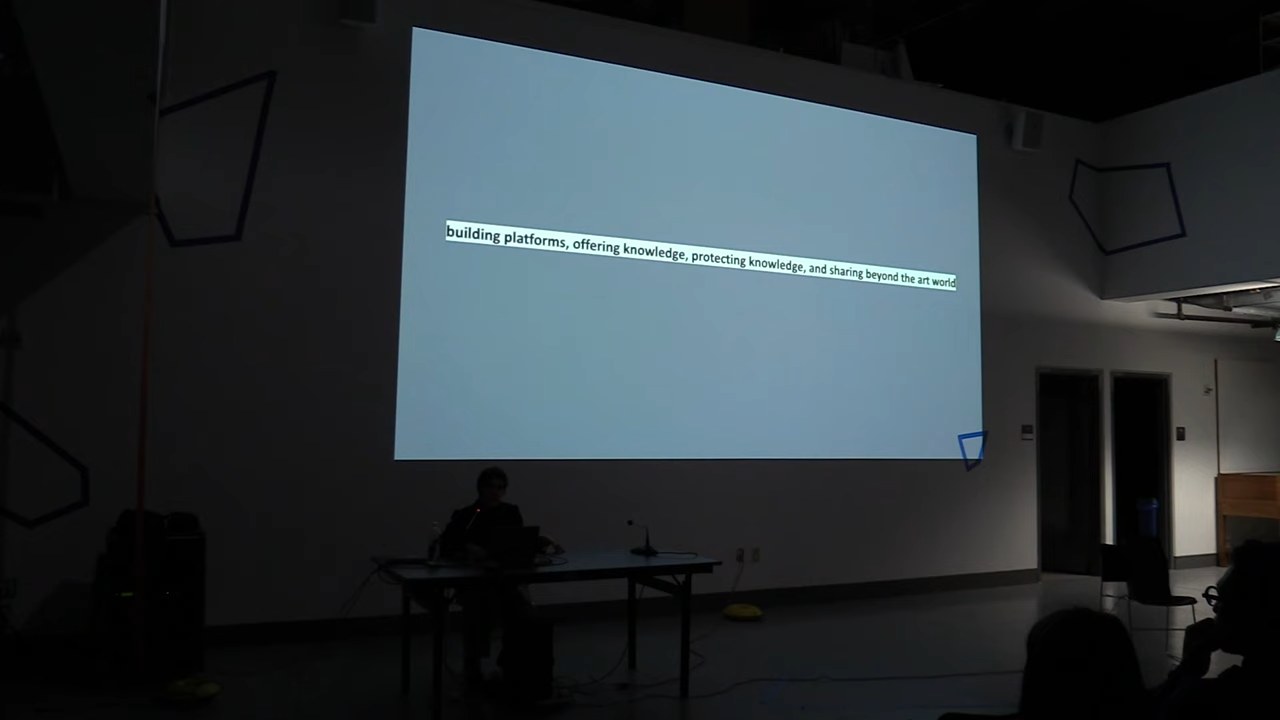 building platforms, offering knowledge, protecting knowledge, and sharing beyond the art world